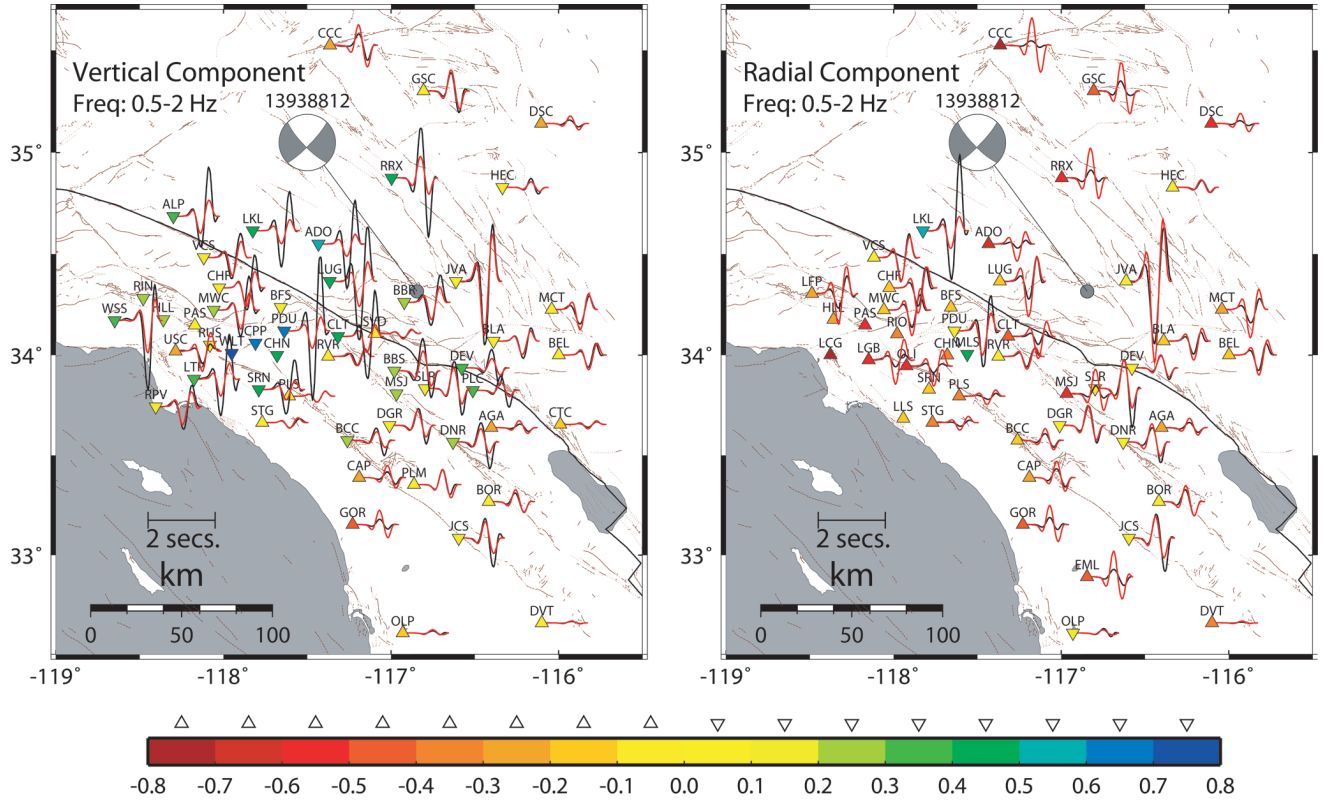 Vertical Component
Freq: 0.5-2 Hz
13938812
CCC
GSC
DSC
RRX
HEC
ALP
LKL
ADO
VCS
LUG
JVA
CHF
BBR
RIN
MWC
BFS
MCT
WSS
HLL
PAS
PDU
SVD
CLT
RUS
CPP
BLA
USC
WLT
CHN
RVR
BEL
LTP
BBS
DEV
SRN
PLS
MSJ
SLR
PLC
RPV
STG
DGR
AGA
CTC
BCC
DNR
CAP
PLM
BOR
GOR
JCS
OLP
DVT
35˚
34˚
33˚
2 secs.
km
0 50 100
-119 -118˚ -117˚ -116˚
Radial Component
Freq: 0.5-2 Hz
13938812
CCC
GSC
DSC
RRX
HEC
LKL
ADO
VCS
LUG
JVA
LFP
CHF
MWC
BFS
MCT
HLL
PAS
RIO
PDU
CLT
LCG
LGB
OLI
CHN
MLS
RVR
BLA
BEL
DEV
SRN
PLS
MSJ
SLR
LLS
STG
DGR
AGA
BCC
DNR
CAP
BOR
GOR
JCS
EML
OLP
DVT
35˚
34˚
33˚
2 secs.
km
0 50 100
-119 -118˚ -117˚ -116˚
-0.8 -0.7 -0.6 -0.5 -0.4 -0.3 -0.2 -0.1 0.0 0.1 0.2 0.3 0.4 0.5 0.6 0.7 0.8